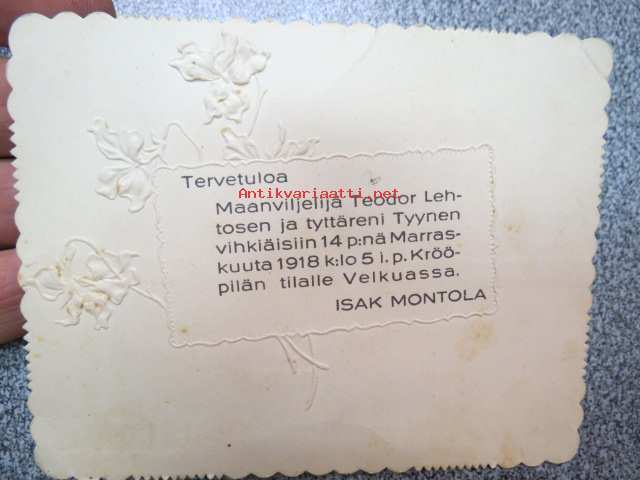 Tervetuloa
Antikvariaatti.net
Maanviljelijä Teodor Leh-
tosen ja tyttäreni Tyynen
vihkiäisiin 14 p:nä Marras-
kuuta 1918 k:lo 5 i. p. Kröö-
pilän tilalle Velkuassa.
ISAK MONTOLA